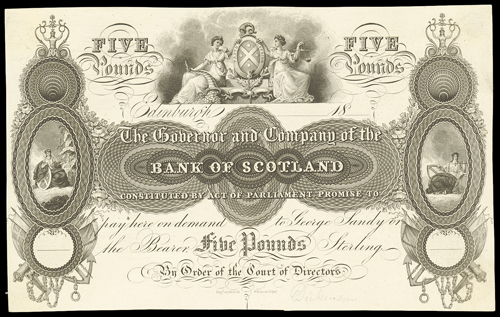 FIVE Pounds
FIVE Pounds
Edinburgh 18
The Governor and Company of the
BANK OF SCOTLAND
CONSTITUTED BY ACT OF PARLIAMENT PROMISE TO
pay here on demand to George Sandy or
the Bearer Five Pounds Sterling
By Order of the Court of Directors